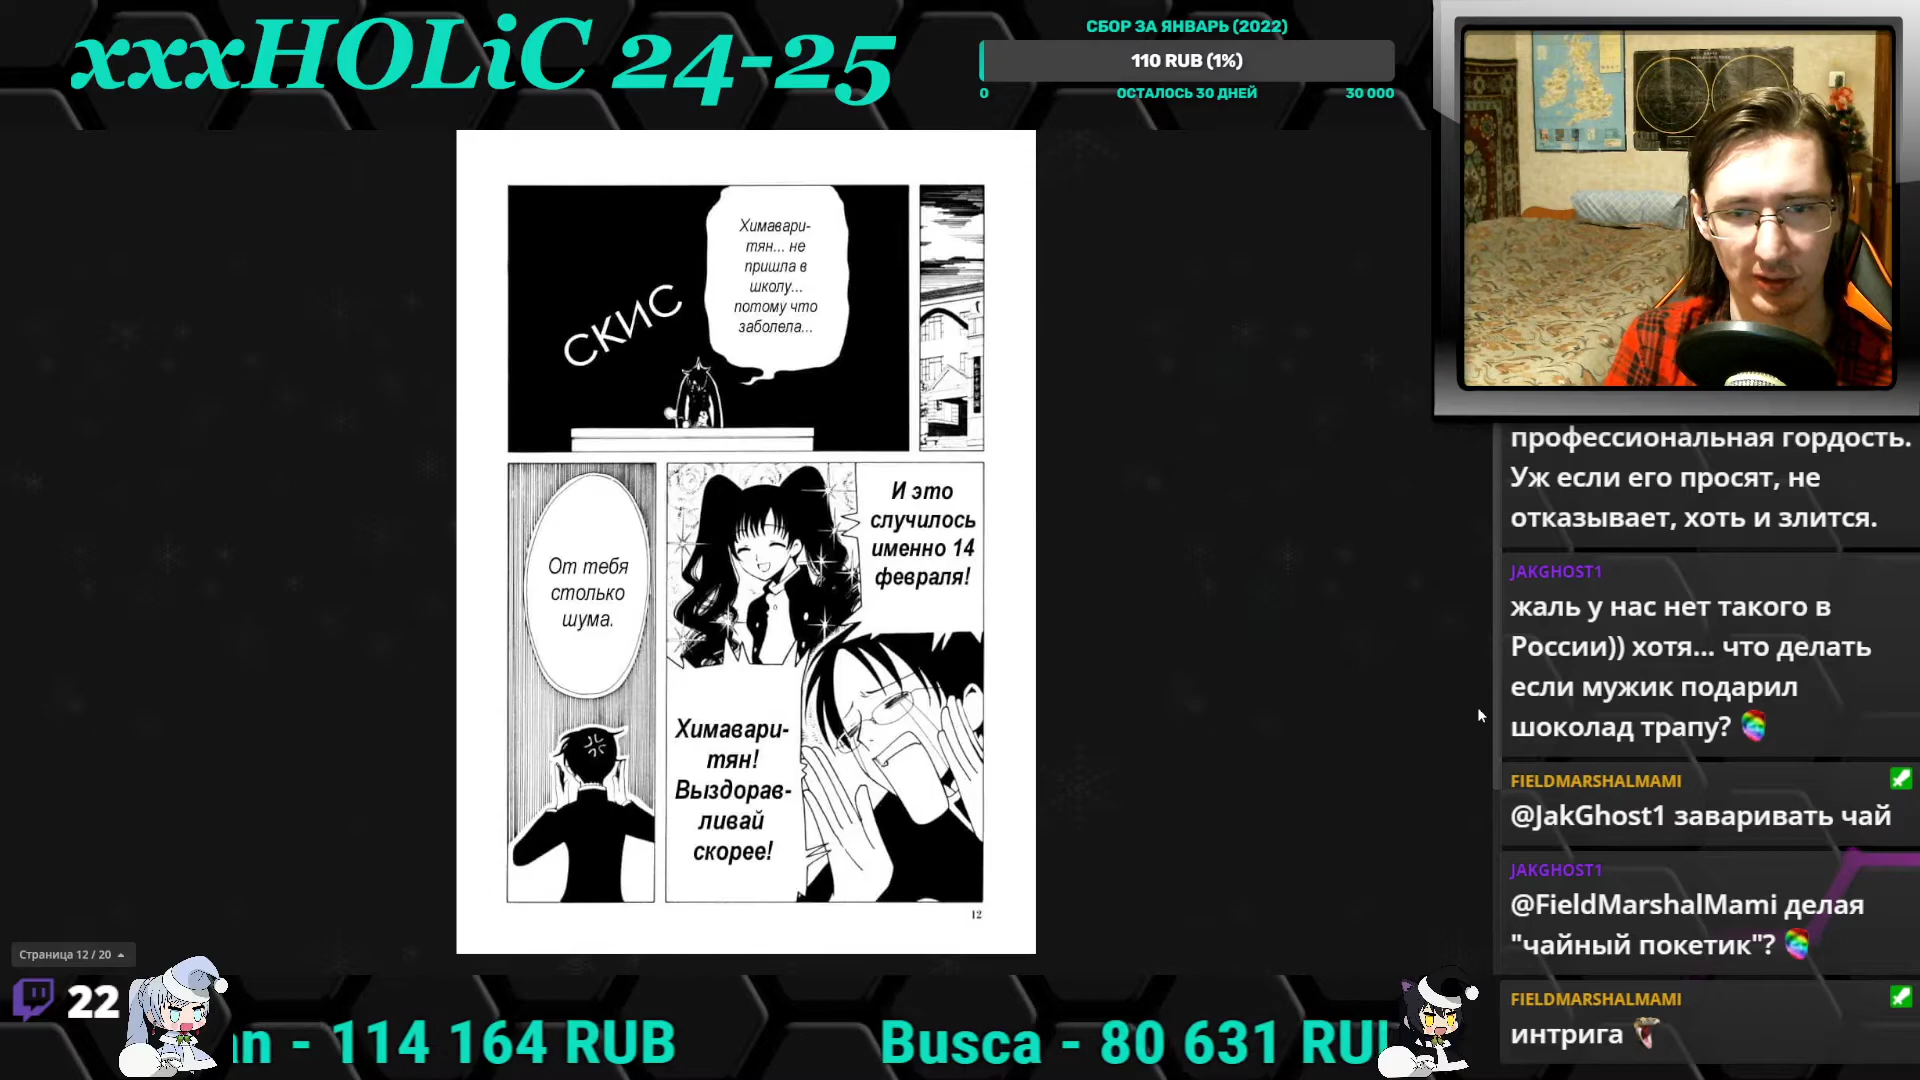 xxxHOLiC 24-25
СБОР ЗА ЯНВАРЬ (2022)
110 RUB (1%)
0
ОСТАЛОСЬ 30 ДНЕЙ
30 000
Химавари-
тян... не
пришла в
школу...
потому что
заболела...
СКИС
И это
случилось
именно 14
февраля!
Химавари-
тян!
Выздорав-
ливай
скорее!
От тебя
столько
шума.
12
Страница 12 / 20
22
n - 114 164 RUB
Busca - 80 631 RU
профессиональная гордость.
Уж если его просят, не
отказывает, хоть и злится.
JAKGHOST1
жаль у нас нет такого в
России)) хотя... что делать
если мужик подарил
шоколад трапу?
FIELDMARSHALMAMI
@JakGhost1 заваривать чай
JAKGHOST1
@FieldMarshalMami делая
"чайный покетик"?
FIELDMARSHALMAMI
интрига